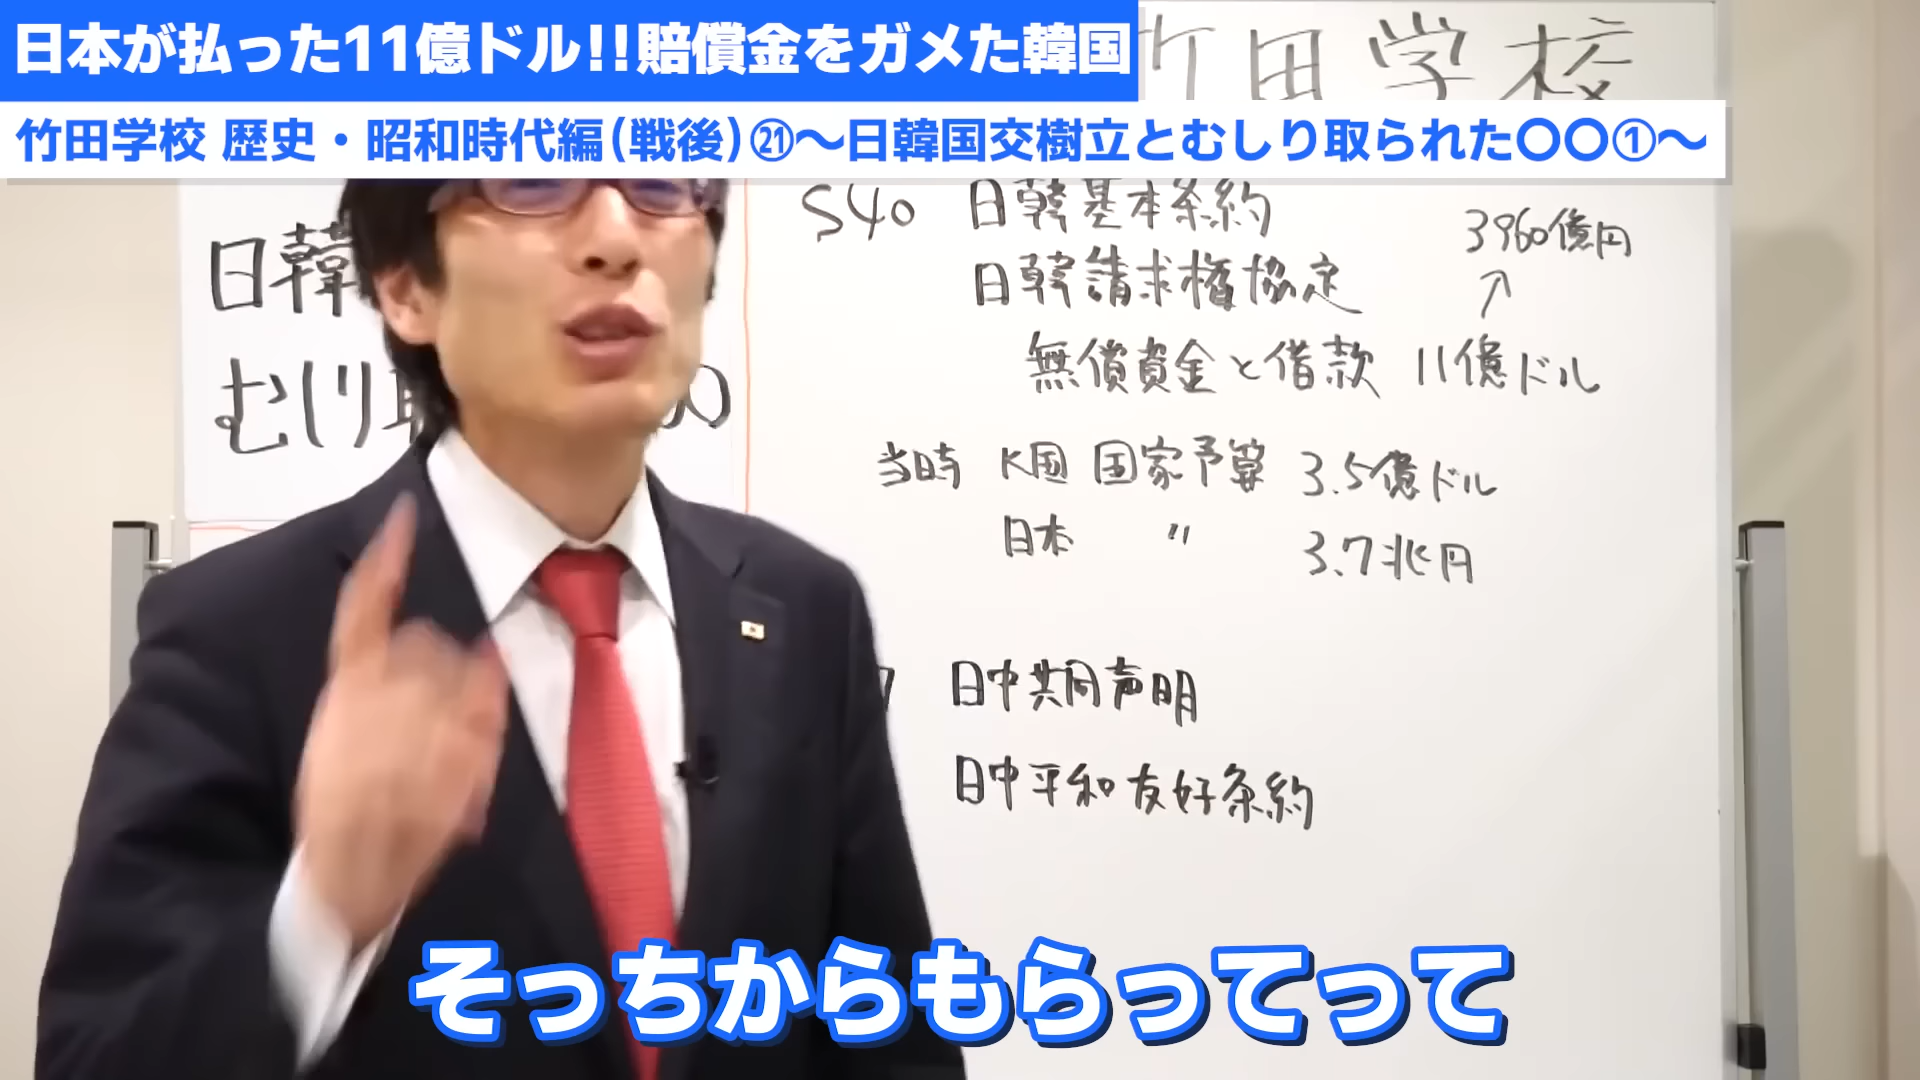 日本が払った11億ドル!!賠償金をガメた韓国
竹田学校
竹田学校 歴史・昭和時代編(戦後)㉑～日韓国交樹立とむしり取られた〇〇①～
日韓
むしり取
S40 日韓基本条約
3960億円
↑
日韓請求権協定
無償資金と借款 11億ドル
当時 K国 国家予算 3.5億ドル
日本 〃 3.7兆円
日中共同声明
日中平和友好条約
そっちからもらってって